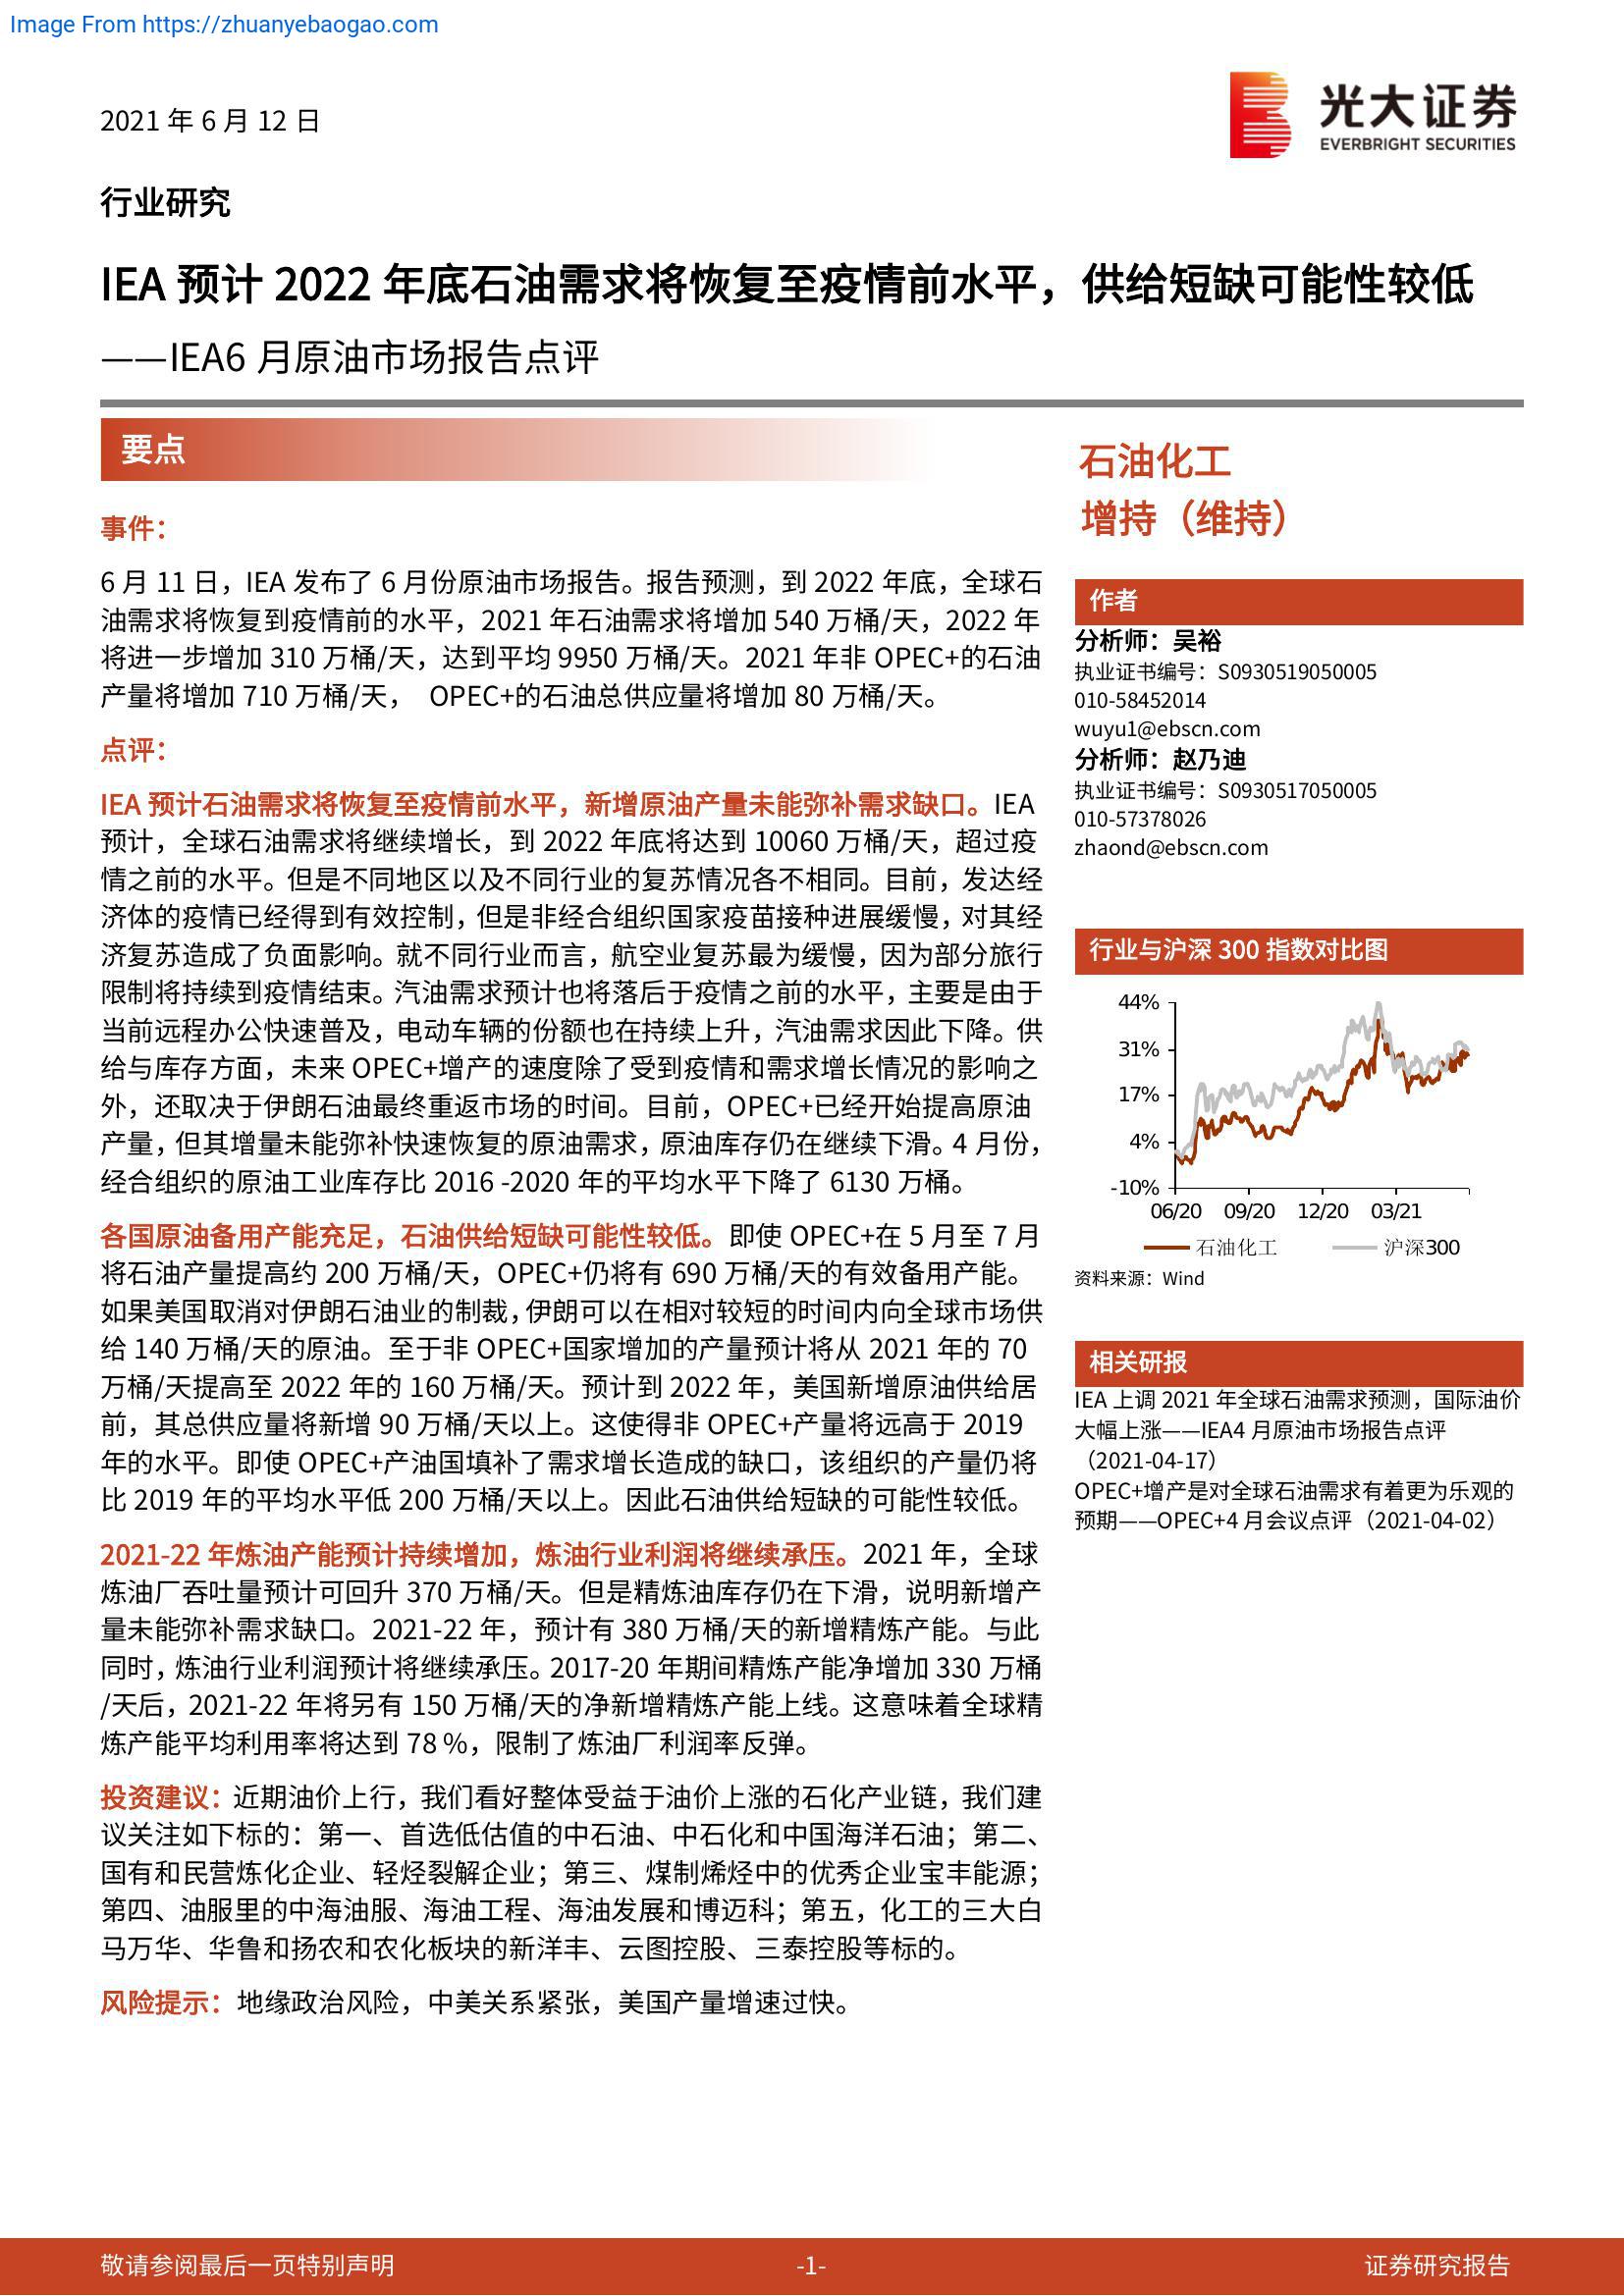 Image From https://zhuanyebaogao.com
2021 年 6 月 12 日
光大证券
EVERBRIGHT SECURITIES
行业研究
IEA 预计 2022 年底石油需求将恢复至疫情前水平，供给短缺可能性较低
——IEA6 月原油市场报告点评
要点
事件：
6 月 11 日，IEA 发布了 6 月份原油市场报告。报告预测，到 2022 年底，全球石
油需求将恢复到疫情前的水平，2021 年石油需求将增加 540 万桶/天，2022 年
将进一步增加 310 万桶/天，达到平均 9950 万桶/天。2021 年非 OPEC+的石油
产量将增加 710 万桶/天， OPEC+的石油总供应量将增加 80 万桶/天。
点评：
IEA 预计石油需求将恢复至疫情前水平，新增原油产量未能弥补需求缺口。IEA
预计，全球石油需求将继续增长，到 2022 年底将达到 10060 万桶/天，超过疫
情之前的水平。但是不同地区以及不同行业的复苏情况各不相同。目前，发达经
济体的疫情已经得到有效控制，但是非经合组织国家疫苗接种进展缓慢，对其经
济复苏造成了负面影响。就不同行业而言，航空业复苏最为缓慢，因为部分旅行
限制将持续到疫情结束。汽油需求预计也将落后于疫情之前的水平，主要是由于
当前远程办公快速普及，电动车辆的份额也在持续上升，汽油需求因此下降。供
给与库存方面，未来 OPEC+增产的速度除了受到疫情和需求增长情况的影响之
外，还取决于伊朗石油最终重返市场的时间。目前，OPEC+已经开始提高原油
产量，但其增量未能弥补快速恢复的原油需求，原油库存仍在继续下滑。4 月份，
经合组织的原油工业库存比 2016 -2020 年的平均水平下降了 6130 万桶。
各国原油备用产能充足，石油供给短缺可能性较低。即使 OPEC+在 5 月至 7 月
将石油产量提高约 200 万桶/天，OPEC+仍将有 690 万桶/天的有效备用产能。
如果美国取消对伊朗石油业的制裁，伊朗可以在相对较短的时间内向全球市场供
给 140 万桶/天的原油。至于非 OPEC+国家增加的产量预计将从 2021 年的 70
万桶/天提高至 2022 年的 160 万桶/天。预计到 2022 年，美国新增原油供给居
前，其总供应量将新增 90 万桶/天以上。这使得非 OPEC+产量将远高于 2019
年的水平。即使 OPEC+产油国填补了需求增长造成的缺口，该组织的产量仍将
比 2019 年的平均水平低 200 万桶/天以上。因此石油供给短缺的可能性较低。
2021-22 年炼油产能预计持续增加，炼油行业利润将继续承压。2021 年，全球
炼油厂吞吐量预计可回升 370 万桶/天。但是精炼油库存仍在下滑，说明新增产
量未能弥补需求缺口。2021-22 年，预计有 380 万桶/天的新增精炼产能。与此
同时，炼油行业利润预计将继续承压。2017-20 年期间精炼产能净增加 330 万桶
/天后，2021-22 年将另有 150 万桶/天的净新增精炼产能上线。这意味着全球精
炼产能平均利用率将达到 78 %，限制了炼油厂利润率反弹。
投资建议：近期油价上行，我们看好整体受益于油价上涨的石化产业链，我们建
议关注如下标的：第一、首选低估值的中石油、中石化和中国海洋石油；第二、
国有和民营炼化企业、轻烃裂解企业；第三、煤制烯烃中的优秀企业宝丰能源；
第四、油服里的中海油服、海油工程、海油发展和博迈科；第五，化工的三大白
马万华、华鲁和扬农和农化板块的新洋丰、云图控股、三泰控股等标的。
风险提示：地缘政治风险，中美关系紧张，美国产量增速过快。
石油化工
增持（维持）
作者
分析师：吴裕
执业证书编号：S0930519050005
010-58452014
wuyu1@ebscn.com
分析师：赵乃迪
执业证书编号：S0930517050005
010-57378026
zhaond@ebscn.com
行业与沪深 300 指数对比图
44%
31%
17%
4%
-10%
06/20 09/20 12/20 03/21
石油化工 沪深300
资料来源：Wind
相关研报
IEA 上调 2021 年全球石油需求预测，国际油价
大幅上涨——IEA4 月原油市场报告点评
（2021-04-17）
OPEC+增产是对全球石油需求有着更为乐观的
预期——OPEC+4 月会议点评（2021-04-02）
敬请参阅最后一页特别声明 -1- 证券研究报告